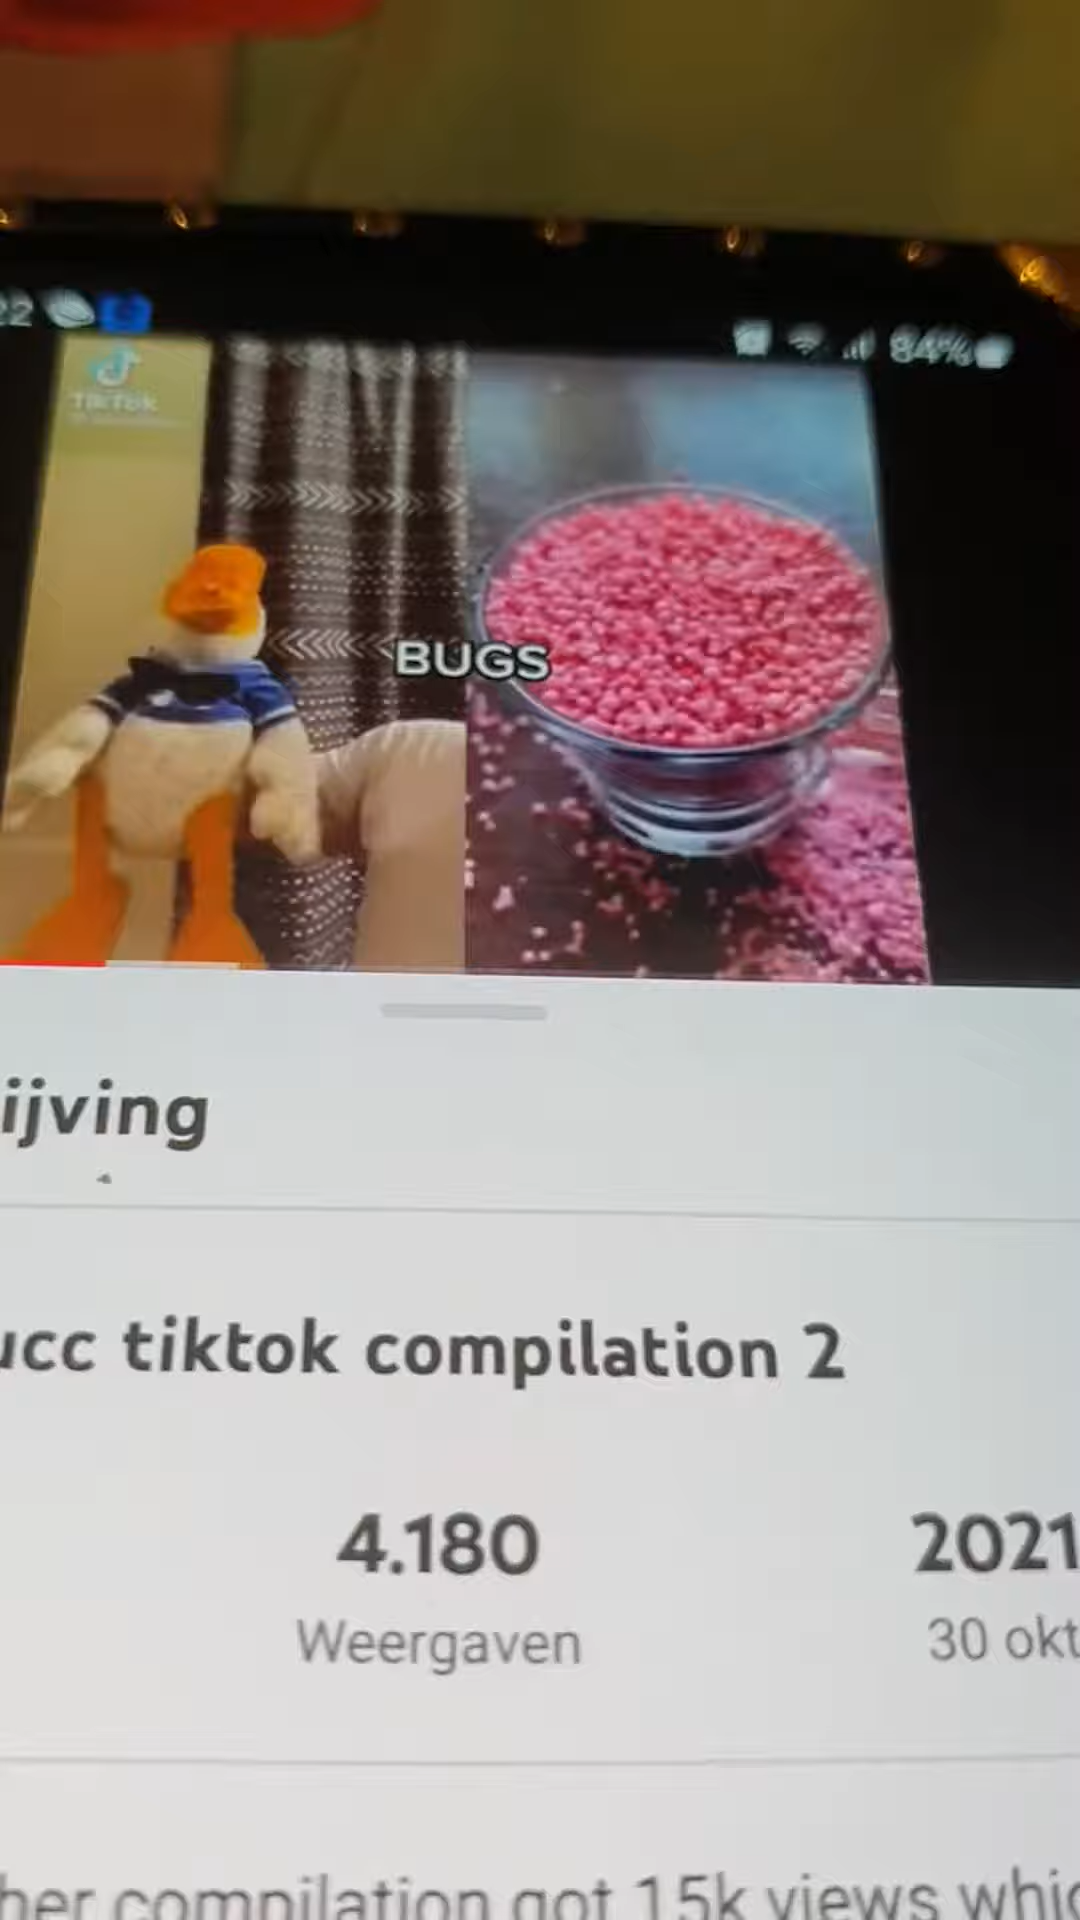 22
84%
TikTok
BUGS
ijving
ucc tiktok compilation 2
4.180
2021
Weergaven
30 okt
her compilation got 15k views whic